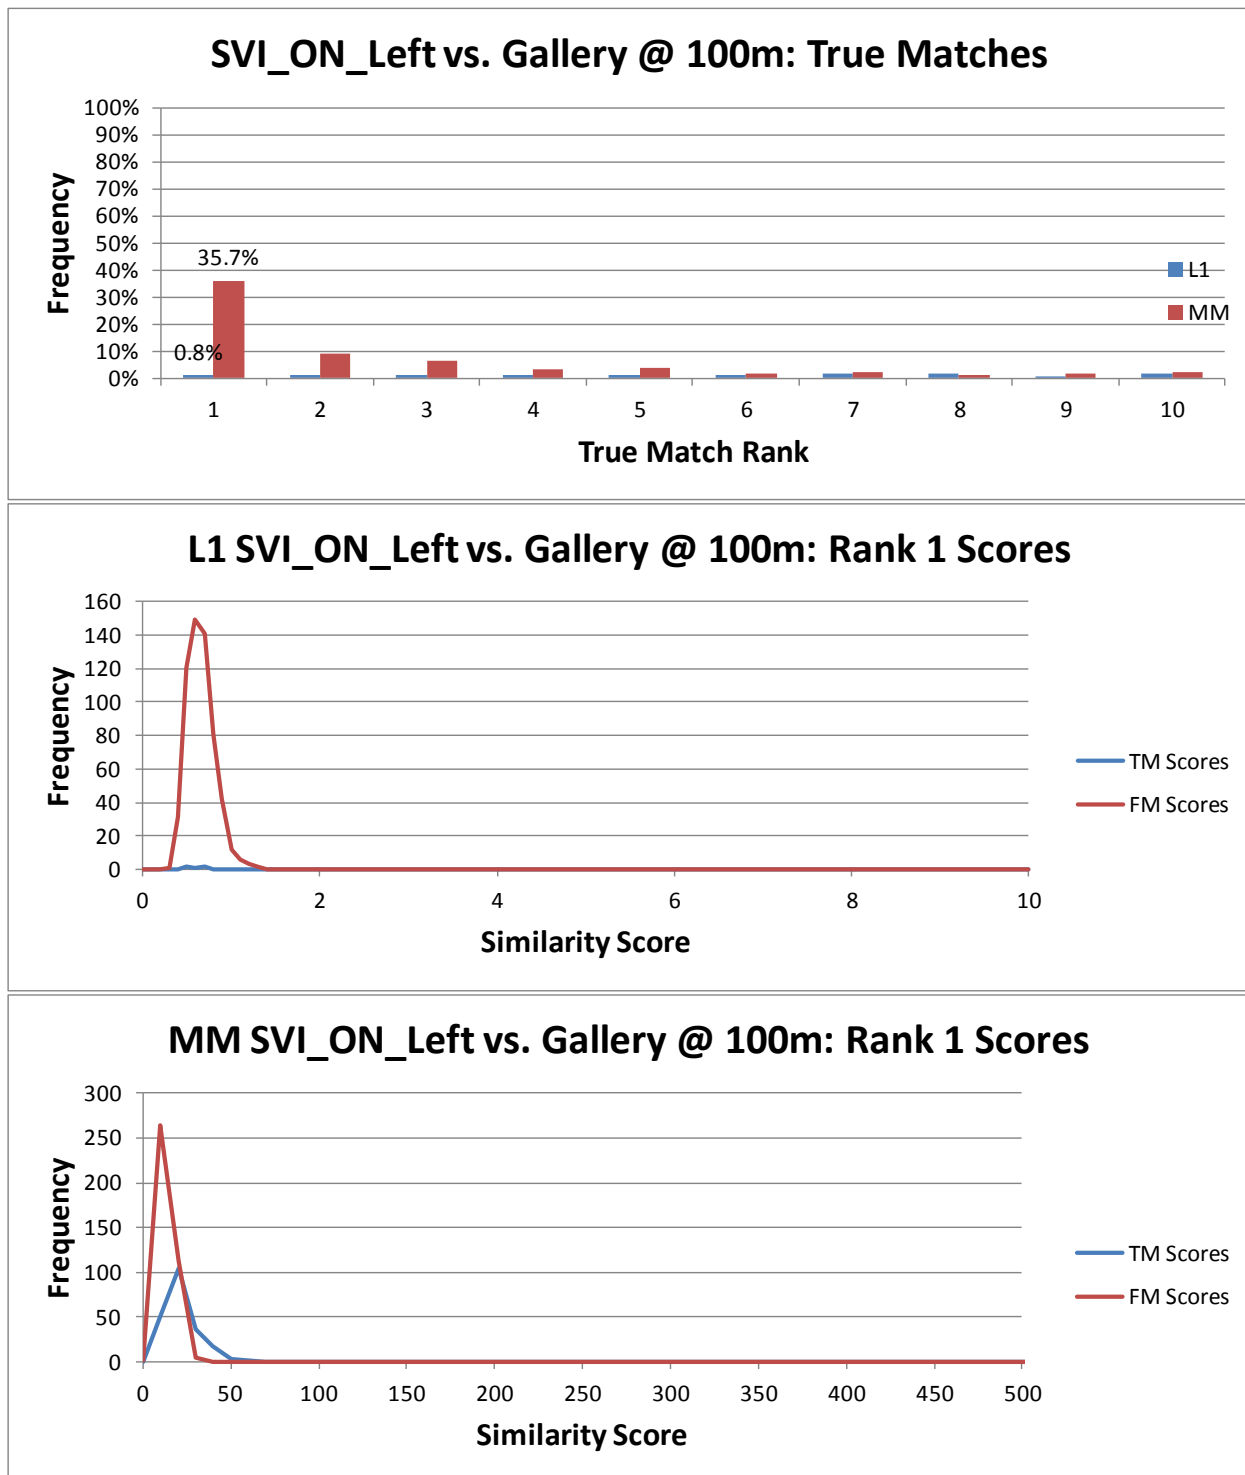 SVI_ON_Left vs. Gallery @ 100m: True Matches
100%
90%
80%
70%
60%
50%
40%
30%
20%
10%
0%
Frequency
35.7%
0.8%
L1
MM
1 2 3 4 5 6 7 8 9 10
True Match Rank
L1 SVI_ON_Left vs. Gallery @ 100m: Rank 1 Scores
160
140
120
100
80
60
40
20
0
Frequency
TM Scores
FM Scores
0 2 4 6 8 10
Similarity Score
MM SVI_ON_Left vs. Gallery @ 100m: Rank 1 Scores
300
250
200
150
100
50
0
Frequency
TM Scores
FM Scores
0 50 100 150 200 250 300 350 400 450 500
Similarity Score